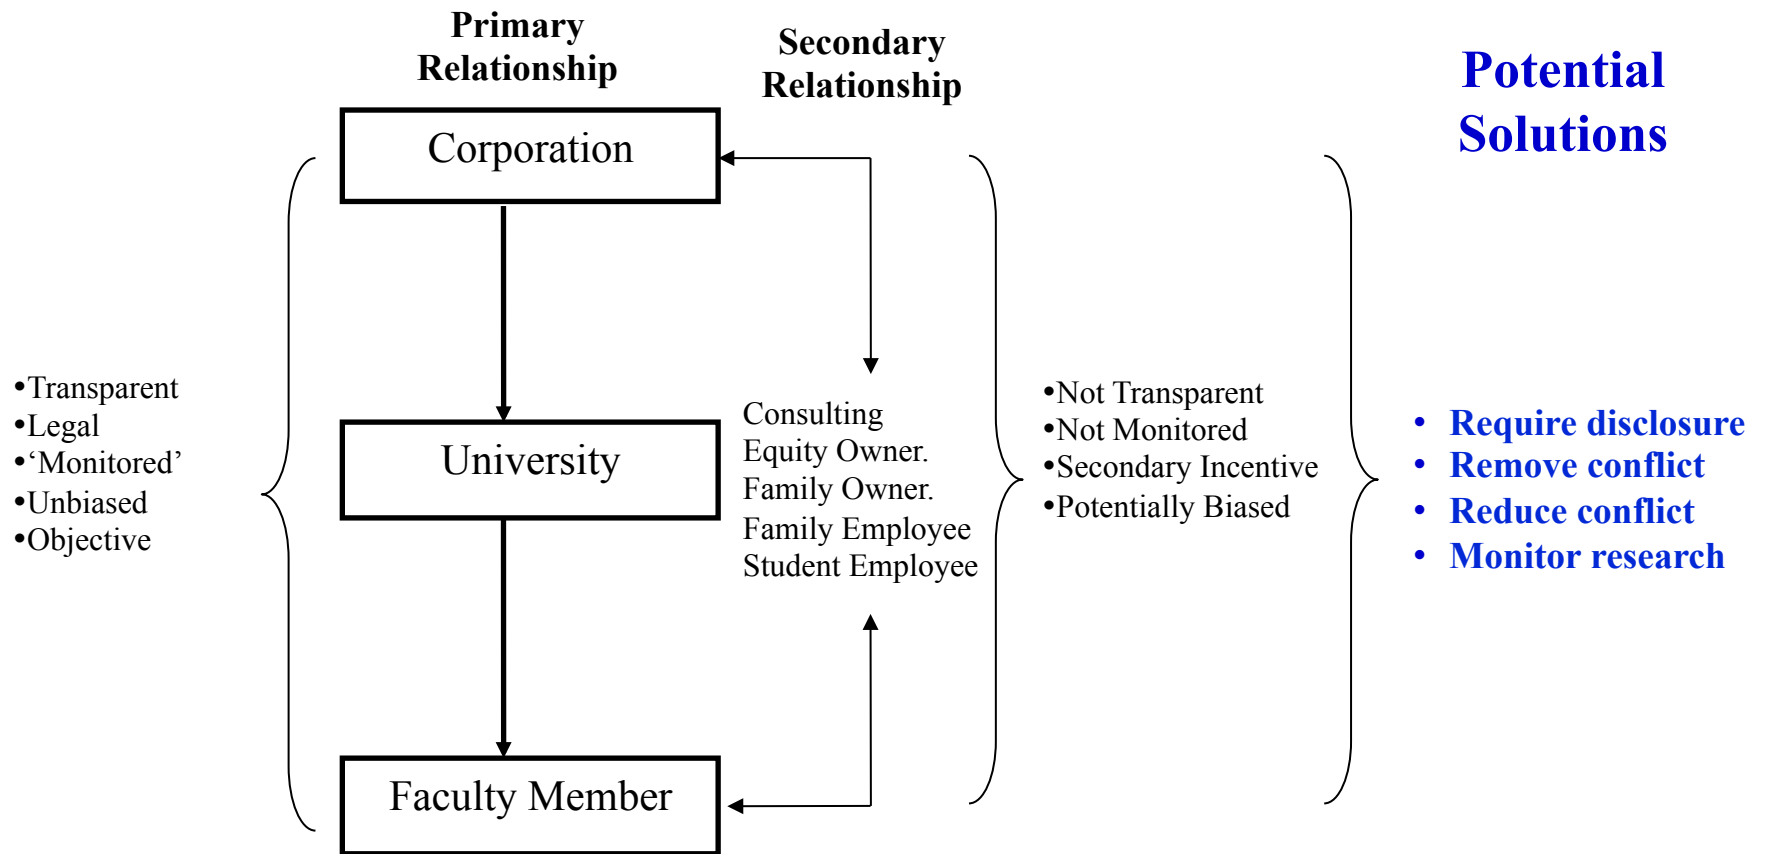 Primary
Relationship
Secondary
Relationship
Potential
Solutions
Corporation
University
Faculty Member
•Transparent
•Legal
•‘Monitored’
•Unbiased
•Objective
Consulting
Equity Owner.
Family Owner.
Family Employee
Student Employee
•Not Transparent
•Not Monitored
•Secondary Incentive
•Potentially Biased
• Require disclosure
• Remove conflict
• Reduce conflict
• Monitor research